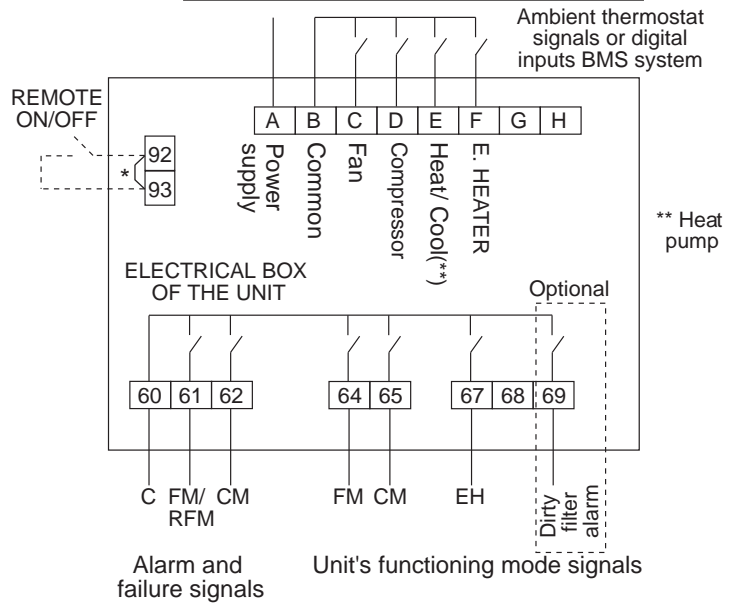 Ambient thermostat
signals or digital
inputs BMS system
REMOTE
ON/OFF
A B C D E F G H
92
*
93
Power
supply
Common
Fan
Compressor
Heat/ Cool(**)
E. HEATER
** Heat
pump
ELECTRICAL BOX
OF THE UNIT
Optional
60 61 62 64 65 67 68 69
C FM/ CM FM CM EH
RFM
Dirty
filter
alarm
Alarm and
failure signals
Unit's functioning mode signals